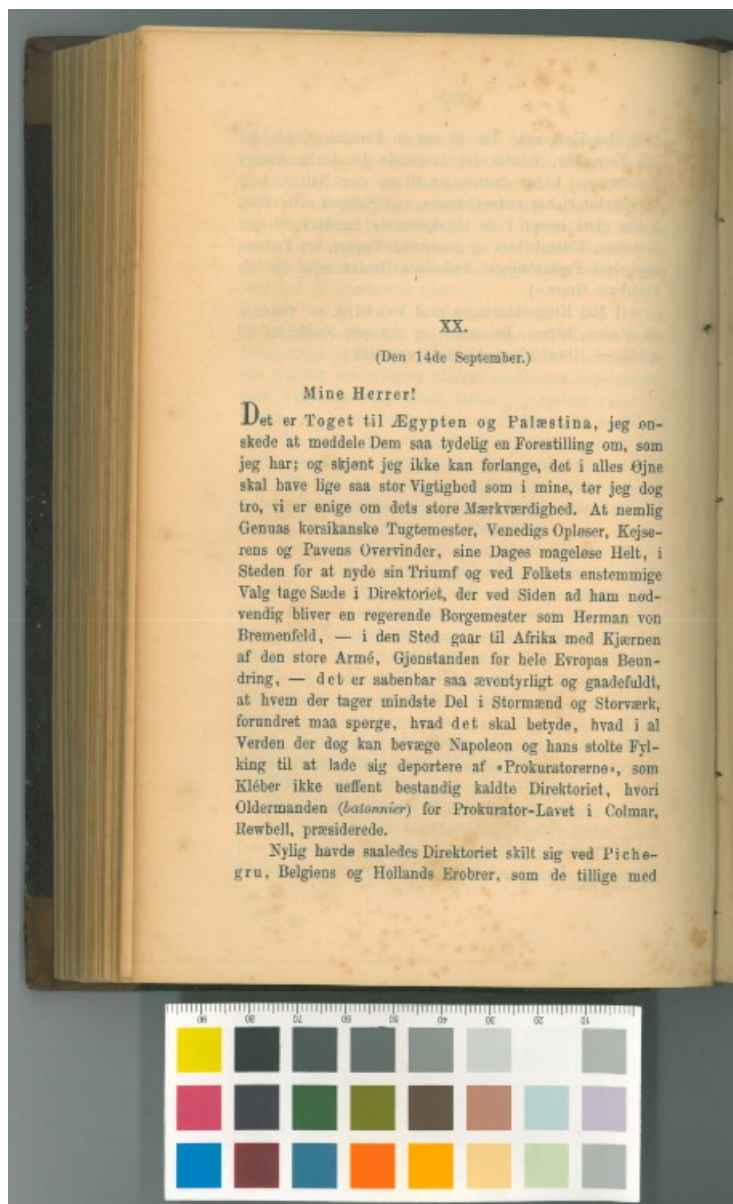 XX.
(Den 14de September.)
Mine Herrer!
Det er Toget til Ægypten og Palæstina, jeg øn-
skede at meddele Dem saa tydelig en Forestilling om, som
jeg har; og skjønt jeg ikke kan forlange, det i alles Øjne
skal have lige saa stor Vigtighed som i mine, tør jeg dog
tro, vi er enige om dets store Mærkværdighed. At nemlig
Genuas korsikanske Tugtemester, Venedigs Opløser, Kejse-
rens og Pavens Overvinder, sine Dages mageløse Helt, i
Steden for at nyde sin Triumf og ved Folkets enstemmige
Valg tage Sæde i Direktoriet, der ved Siden ad ham nød-
vendig bliver en regerende Borgemester som Herman von
Bremenfeld, — i den Sted gaar til Afrika med Kjærnen
af den store Armé, Gjenstanden for hele Evropas Beun-
dring, — det er aabenbar saa æventyrligt og gaadefuldt,
at hvem der tager mindste Del i Stormænd og Storværk,
forundret maa spørge, hvad det skal betyde, hvad i al
Verden der dog kan bevæge Napoleon og hans stolte Fyl-
king til at lade sig deportere af «Prokuratorerne», som
Kléber ikke ueffent bestandig kaldte Direktoriet, hvori
Oldermanden (batonnier) for Prokurator-Lavet i Colmar,
Rewbell, præsiderede.
Nylig havde saaledes Direktoriet skilt sig ved Piche-
gru, Belgiens og Hollands Erobrer, som de tillige med
90 80 70 60 50 40 30 20 10